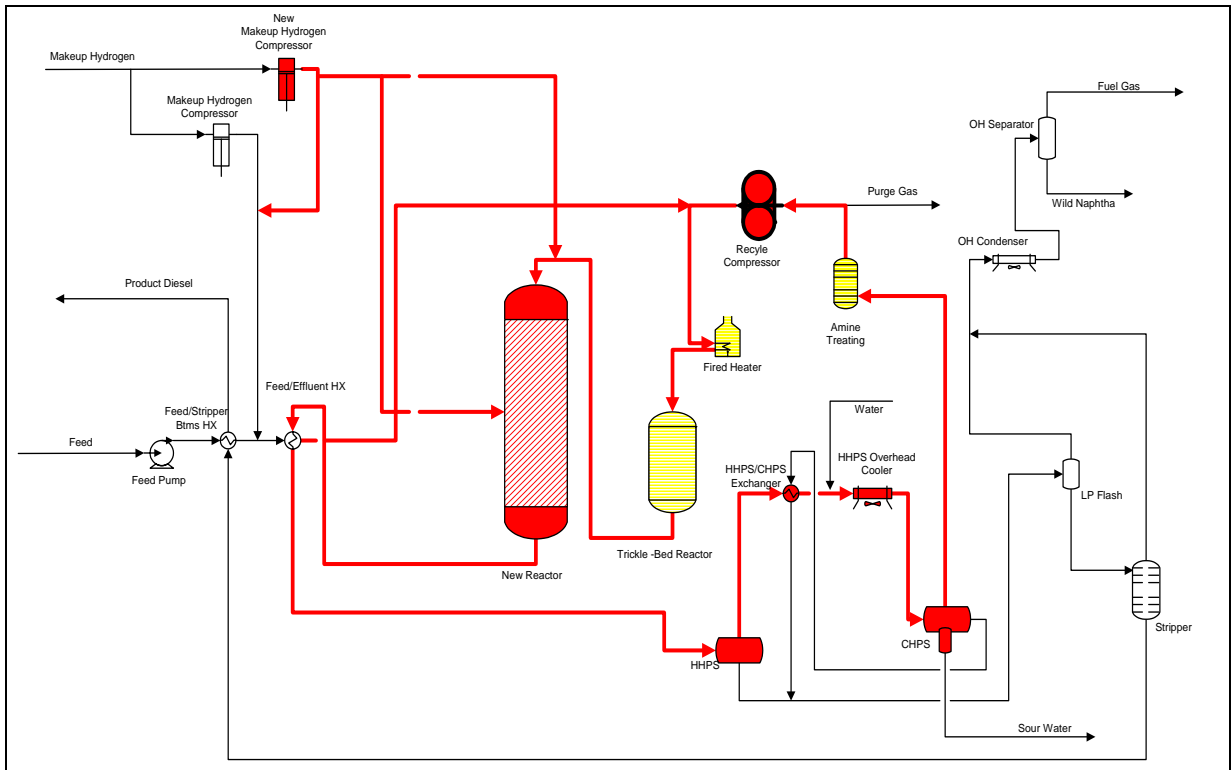 New
Makeup Hydrogen
Compressor
Makeup Hydrogen
Makeup Hydrogen
Compressor
Fuel Gas
OH Separator
Wild Naphtha
Purge Gas
Recyle
Compressor
OH Condenser
Product Diesel
Amine
Treating
Fired Heater
Feed/Effluent HX
Feed/Stripper
Btms HX
Water
Feed
Feed Pump
HHPS/CHPS
Exchanger
HHPS Overhead
Cooler
LP Flash
Trickle -Bed Reactor
New Reactor
Stripper
CHPS
HHPS
Sour Water